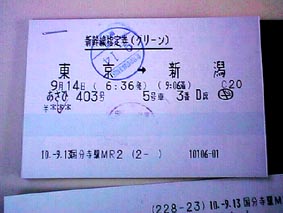 新幹線指定券(グリーン)
東京 → 新潟
9月14日 (6:36発) (9:06着) C20
あさひ 403号 5号車 3番 D席
10.-9.13国分寺駅MR2 (2- ) 10106-01
(228-23) 10.-9.13国分寺